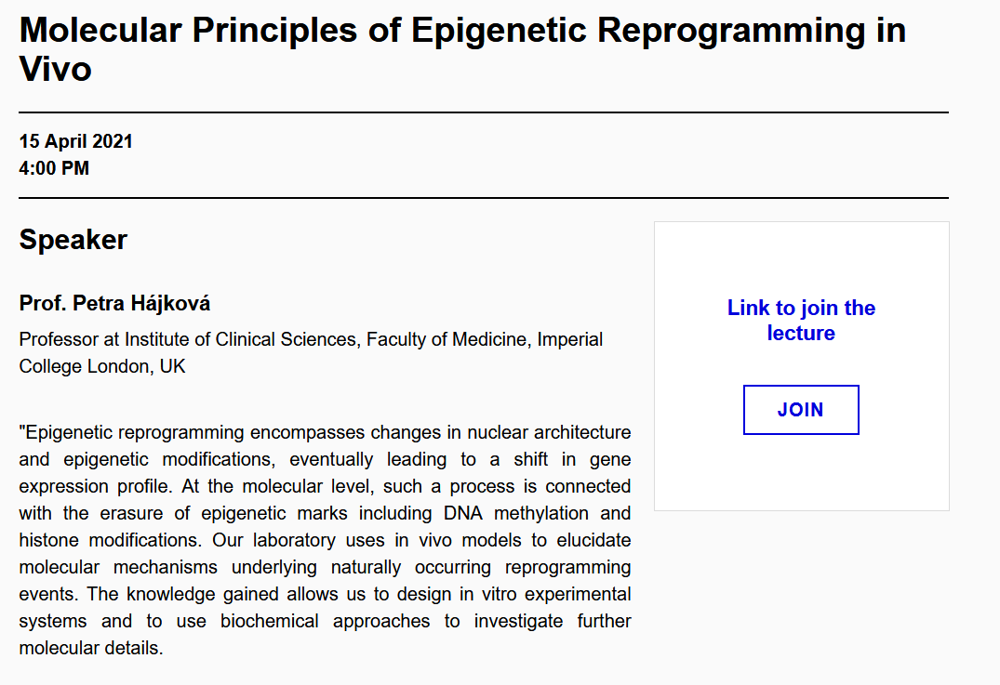 Molecular Principles of Epigenetic Reprogramming in
Vivo
15 April 2021
4:00 PM
Speaker
Prof. Petra Hájková
Professor at Institute of Clinical Sciences, Faculty of Medicine, Imperial
College London, UK
"Epigenetic reprogramming encompasses changes in nuclear architecture
and epigenetic modifications, eventually leading to a shift in gene
expression profile. At the molecular level, such a process is connected
with the erasure of epigenetic marks including DNA methylation and
histone modifications. Our laboratory uses in vivo models to elucidate
molecular mechanisms underlying naturally occurring reprogramming
events. The knowledge gained allows us to design in vitro experimental
systems and to use biochemical approaches to investigate further
molecular details.
Link to join the
lecture
JOIN